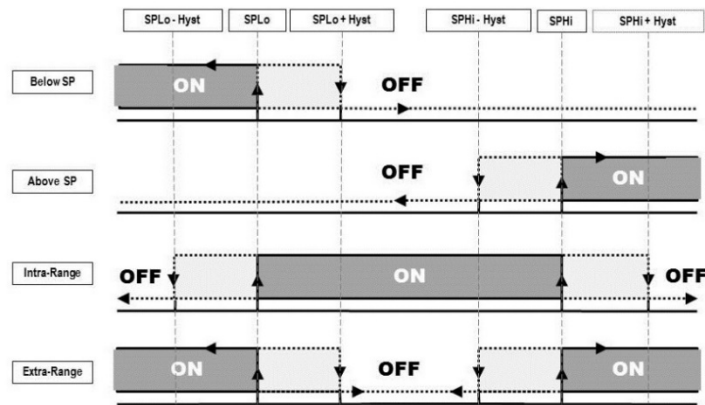 SPLo - Hyst SPLo SPLo + Hyst SPHi - Hyst SPHi SPHi + Hyst
Below SP ON OFF
Above SP OFF ON
Intra-Range OFF ON OFF
Extra-Range ON OFF ON